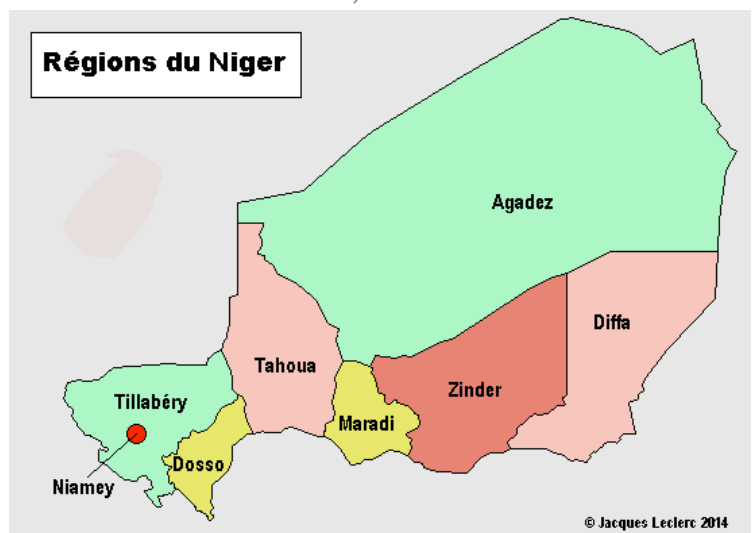 Régions du Niger
Agadez
Diffa
Tahoua
Zinder
Tillabéry
Maradi
Dosso
Niamey
© Jacques Leclerc 2014